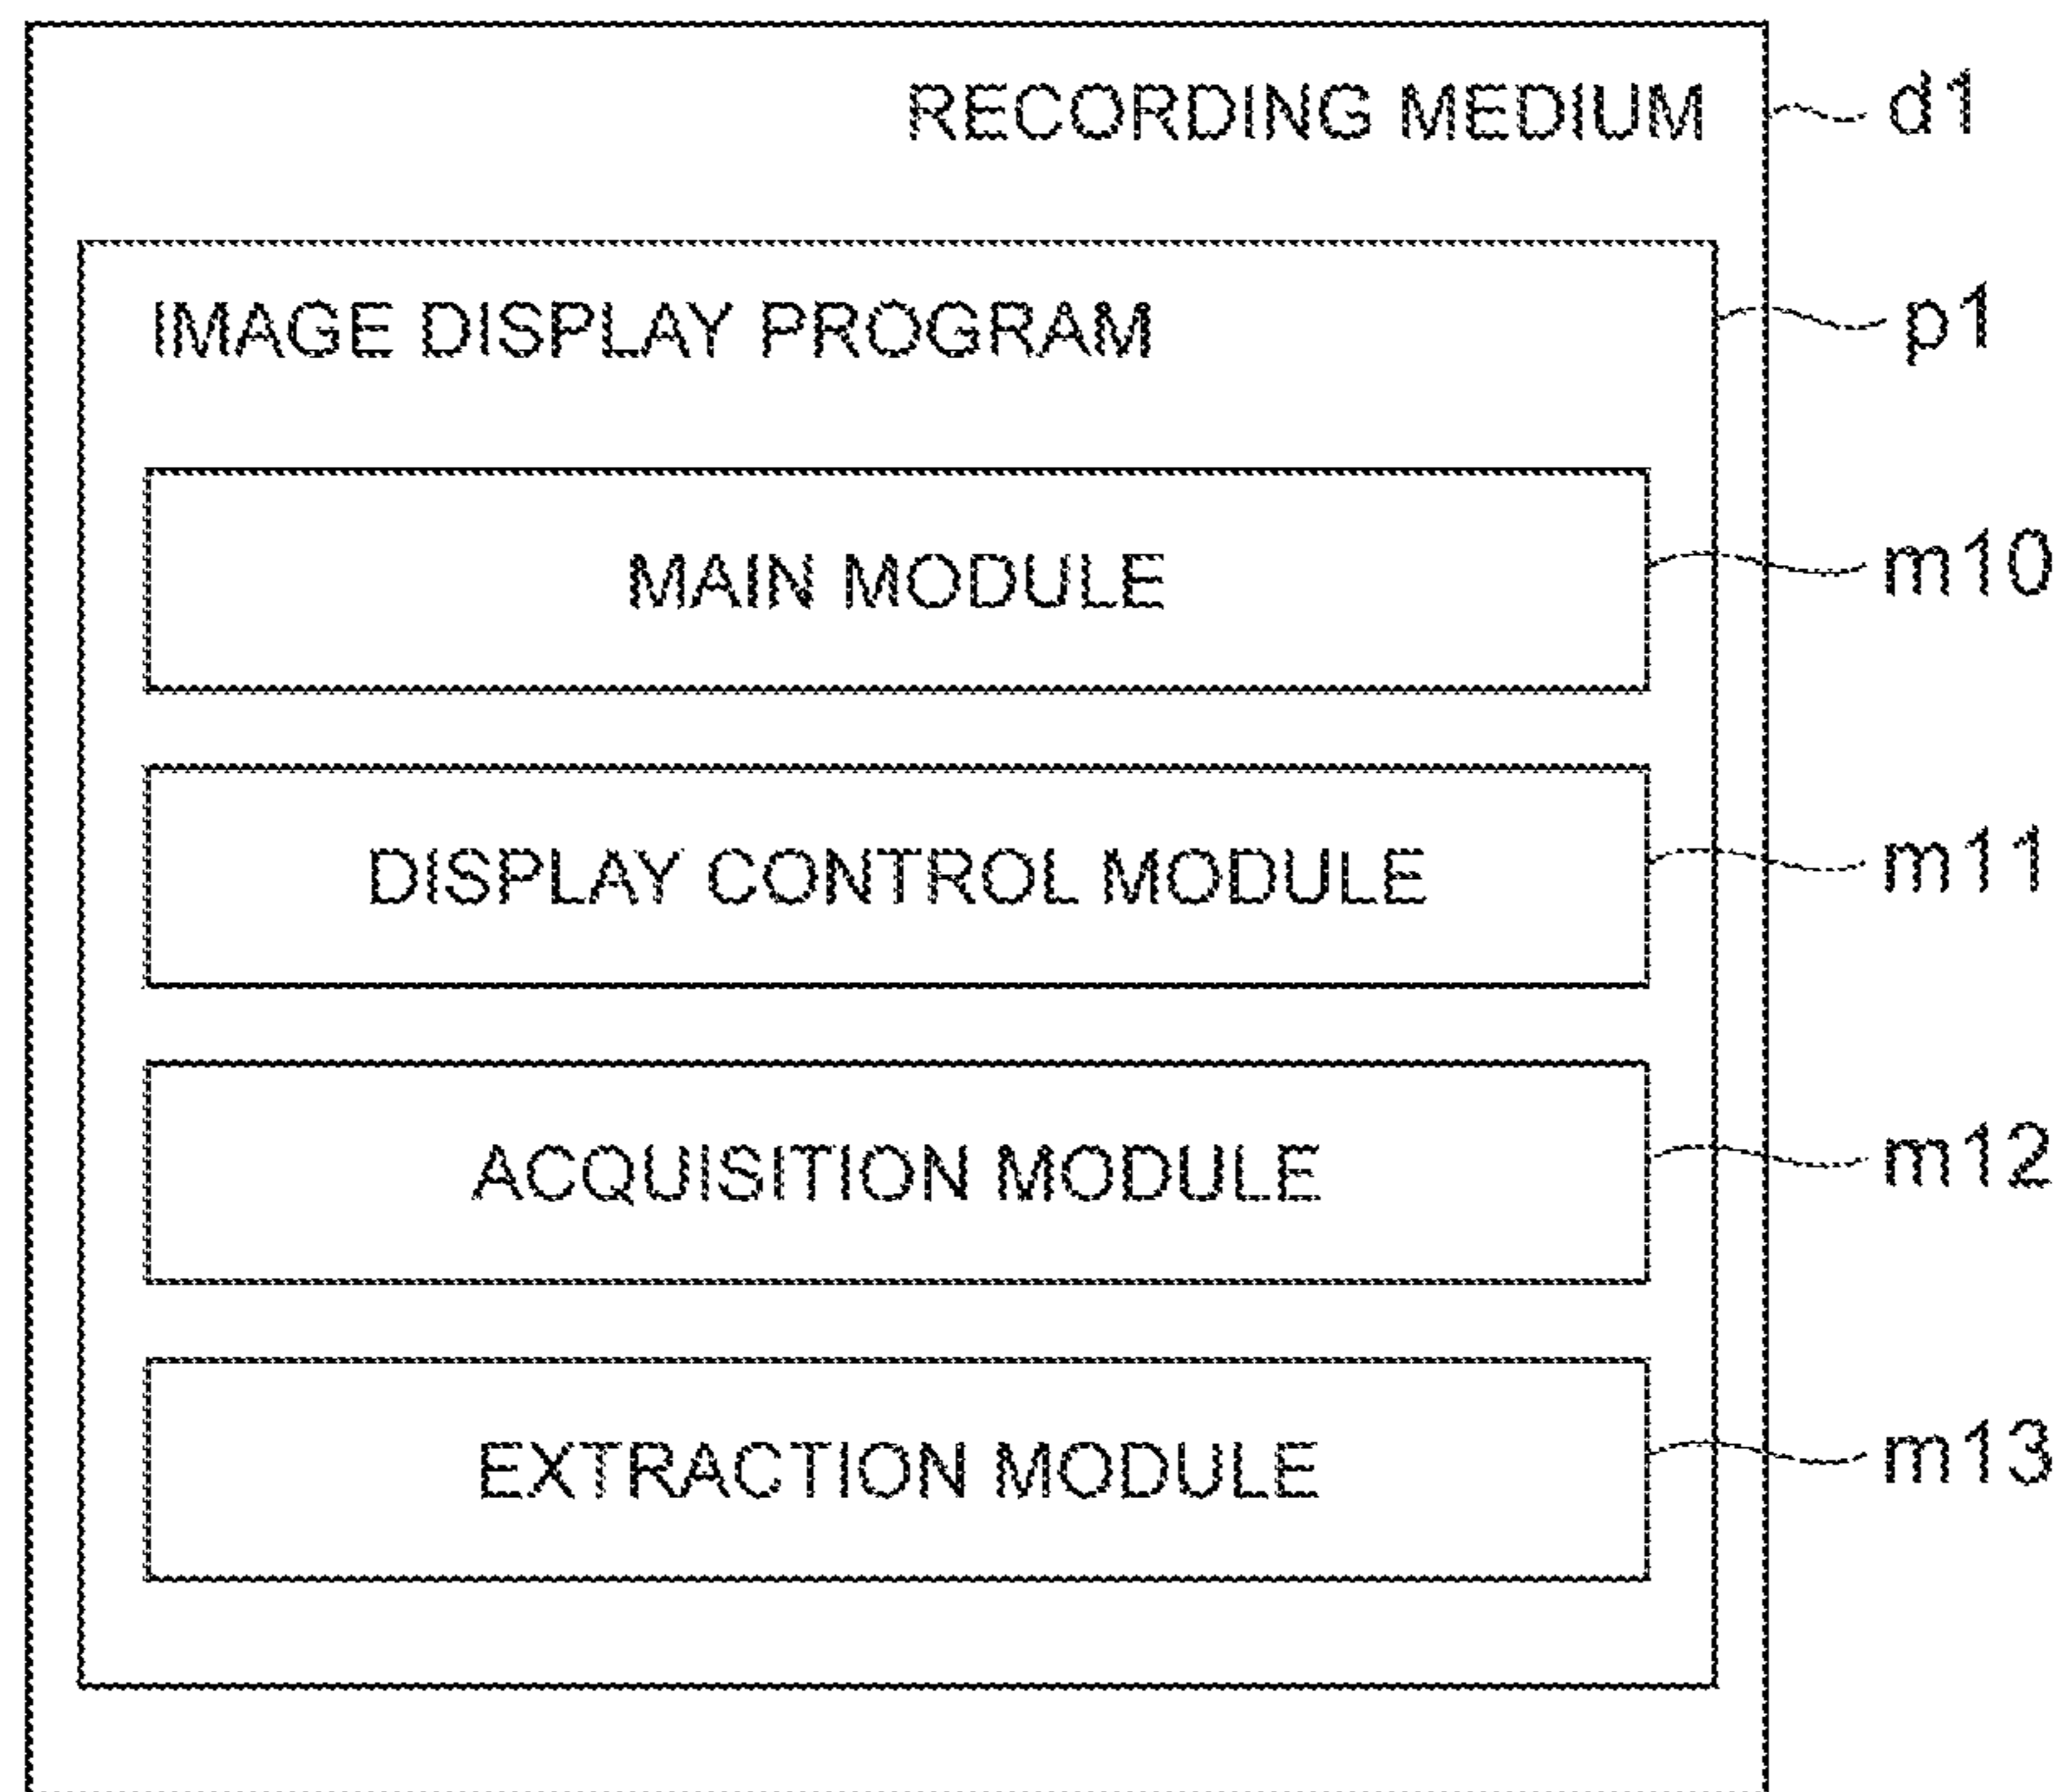 RECORDING MEDIUM d1
IMAGE DISPLAY PROGRAM p1
MAIN MODULE m10
DISPLAY CONTROL MODULE m11
ACQUISITION MODULE m12
EXTRACTION MODULE m13